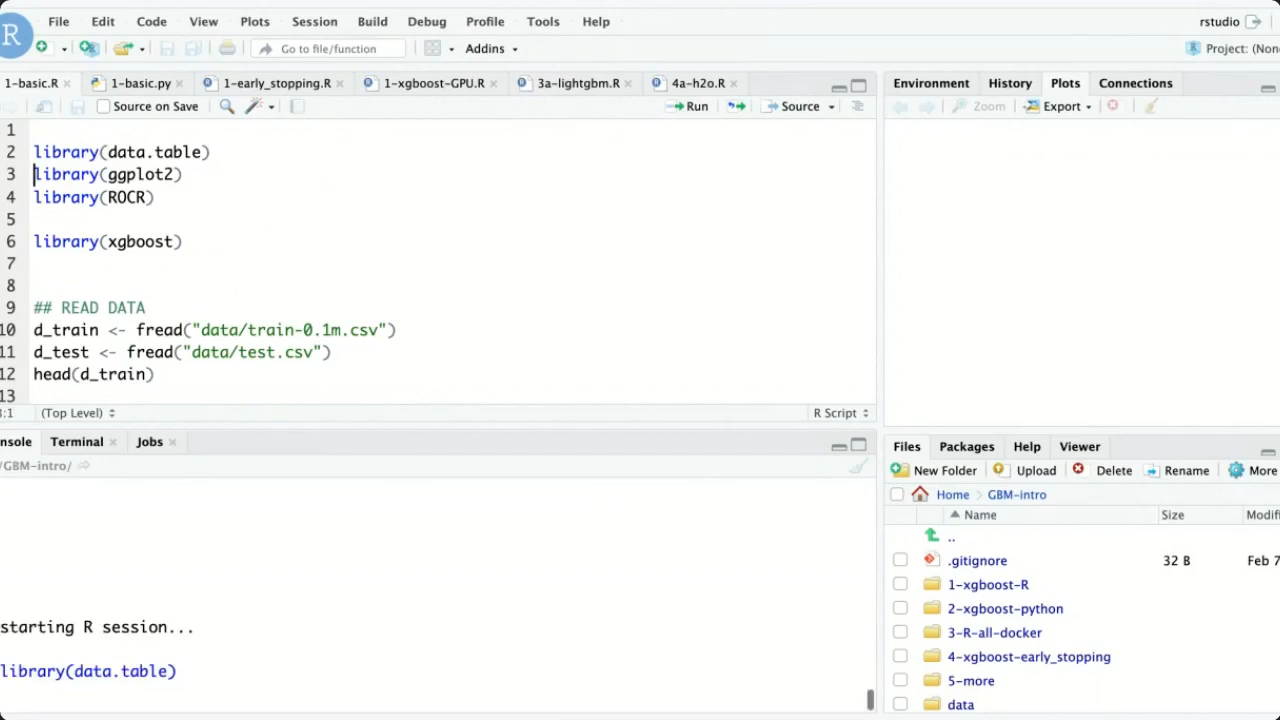 R
File Edit Code View Plots Session Build Debug Profile Tools Help rstudio
Go to file/function Addins Project: (None
1-basic.R 1-basic.py 1-early_stopping.R 1-xgboost-GPU.R 3a-lightgbm.R 4a-h2o.R
Source on Save Run Source
1
2 library(data.table)
3 library(ggplot2)
4 library(ROCR)
5
6 library(xgboost)
7
8
9 ## READ DATA
10 d_train <- fread("data/train-0.1m.csv")
11 d_test <- fread("data/test.csv")
12 head(d_train)
13
3:1 (Top Level) R Script
nsole Terminal Jobs
/GBM-intro/
starting R session...
library(data.table)
Environment History Plots Connections
Zoom Export
Files Packages Help Viewer
New Folder Upload Delete Rename More
Home GBM-intro
Name Size Modifi
..
.gitignore 32 B Feb 7
1-xgboost-R
2-xgboost-python
3-R-all-docker
4-xgboost-early_stopping
5-more
data